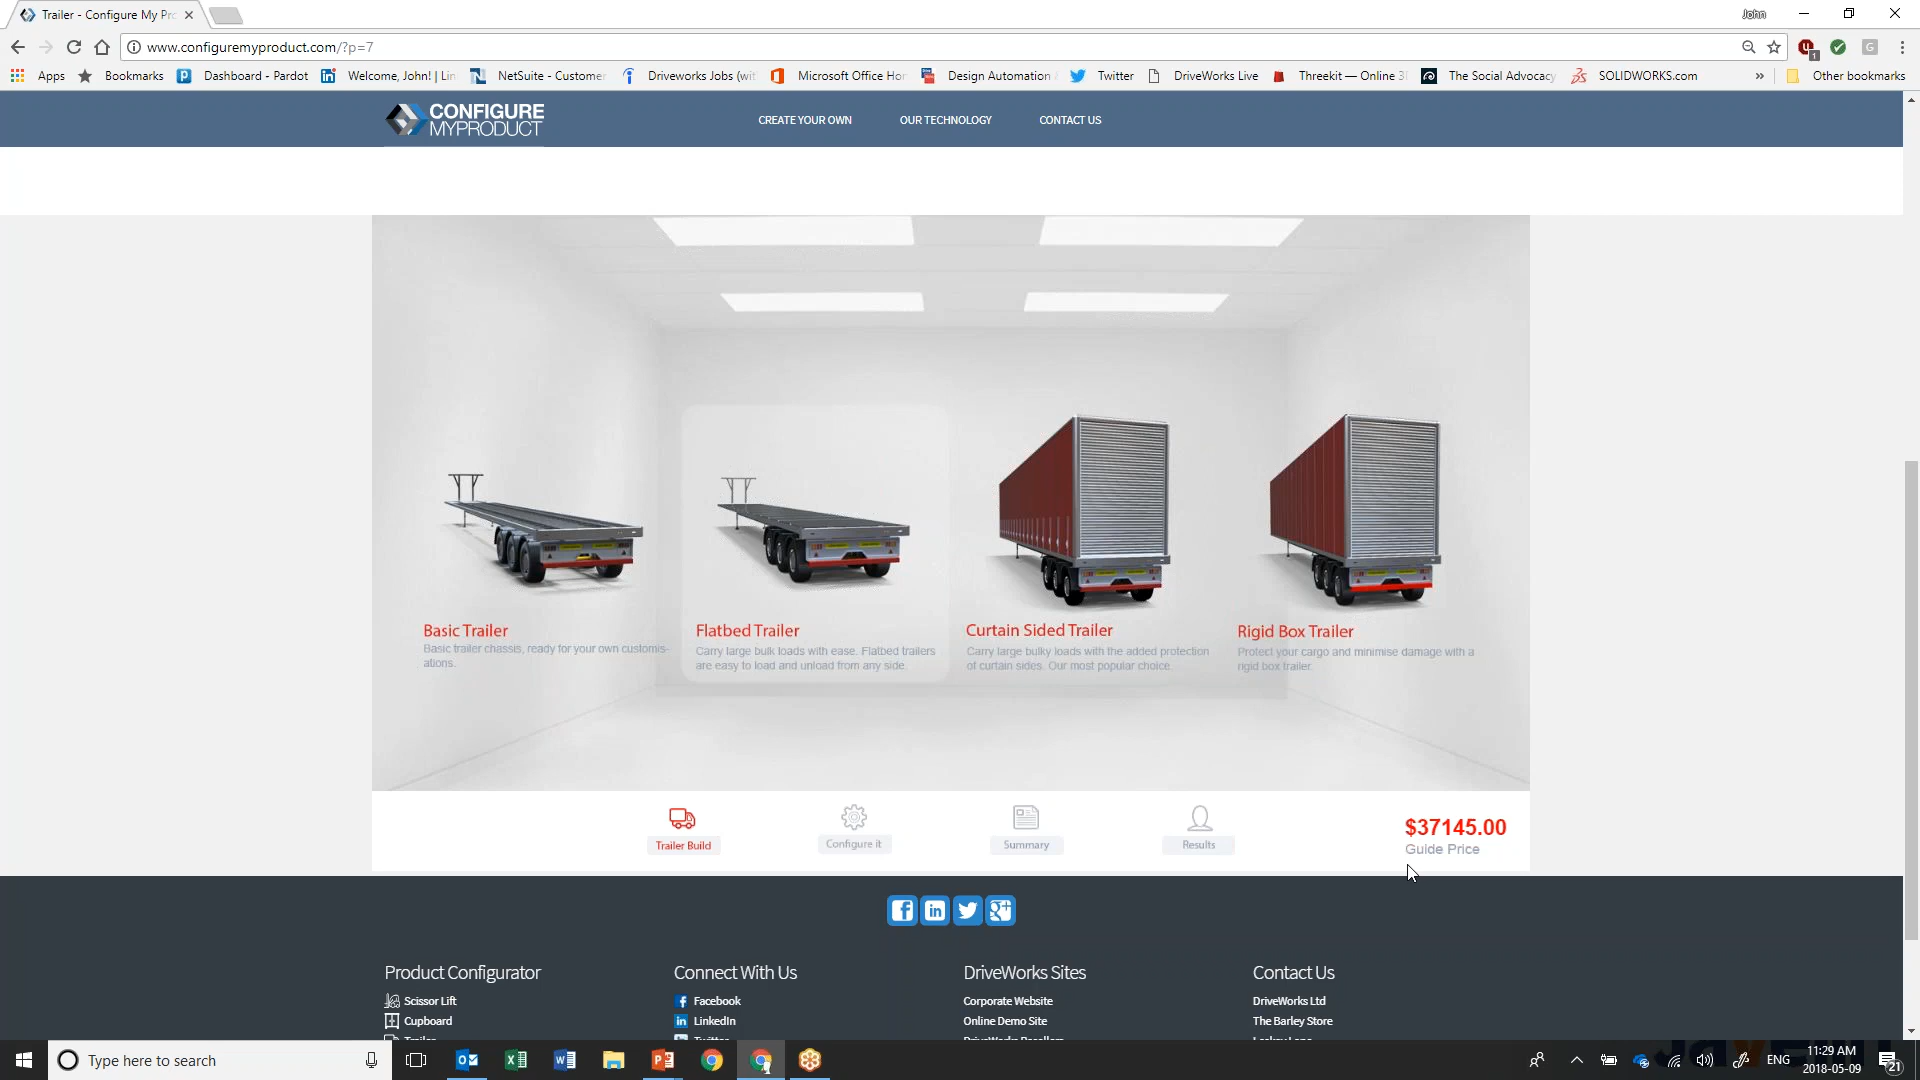 Trailer - Configure My Pr
John
www.configuremyproduct.com/?p=7
Apps
Bookmarks
Dashboard - Pardot
Welcome, John! | Lin
NetSuite - Customer
Driveworks Jobs (wit
Microsoft Office Ho
Design Automation
Twitter
DriveWorks Live
Threekit — Online 3
The Social Advocacy
SOLIDWORKS.com
»
Other bookmarks
CONFIGURE
MYPRODUCT
CREATE YOUR OWN
OUR TECHNOLOGY
CONTACT US
Basic Trailer
Basic trailer chassis, ready for your own customis-
ations.
Flatbed Trailer
Carry large bulk loads with ease. Flatbed trailers
are easy to load and unload from any side.
Curtain Sided Trailer
Carry large bulky loads with the added protection
of curtain sides. Our most popular choice.
Rigid Box Trailer
Protect your cargo and minimise damage with a
rigid box trailer.
Trailer Build
Configure it
Summary
Results
$37145.00
Guide Price
Product Configurator
Scissor Lift
Cupboard
Trailer
Connect With Us
Facebook
LinkedIn
Twitter
DriveWorks Sites
Corporate Website
Online Demo Site
DriveWorks Resellers
Contact Us
DriveWorks Ltd
The Barley Store
Type here to search
ENG
11:29 AM
2018-05-09
21